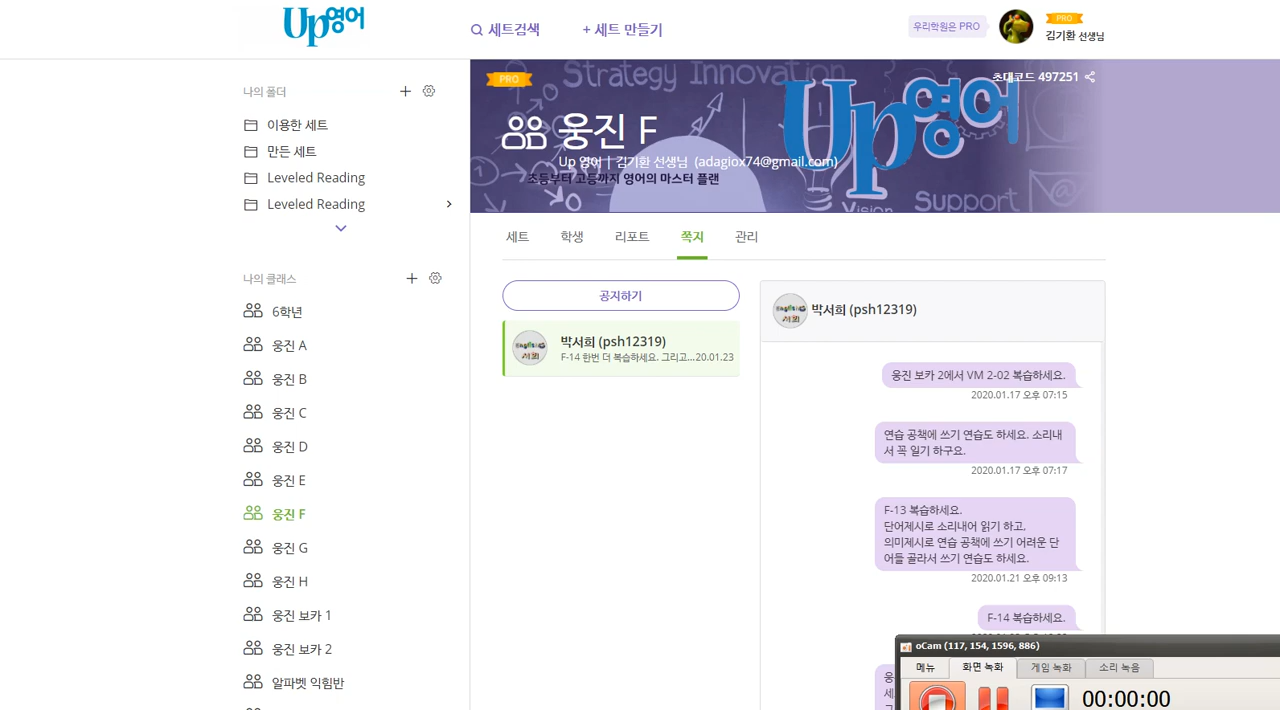 Up영어
세트검색
+ 세트 만들기
우리학원은 PRO
PRO
김기환 선생님
나의 폴더
이용한 세트
만든 세트
Leveled Reading
Leveled Reading
나의 클래스
6학년
웅진 A
웅진 B
웅진 C
웅진 D
웅진 E
웅진 F
웅진 G
웅진 H
웅진 보카 1
웅진 보카 2
알파벳 익힘반
PRO
Strategy Innovation
초대코드 497251
웅진 F
Up영어
Up 영어 | 김기환 선생님 (adagiox74@gmail.com)
초등부터 고등까지 영어의 마스터 플랜
Vision
Support
세트
학생
리포트
쪽지
관리
공지하기
박서희 (psh12319)
F-14 한번 더 복습하세요. 그리고...20.01.23
박서희 (psh12319)
웅진 보카 2에서 VM 2-02 복습하세요.
2020.01.17 오후 07:15
연습 공책에 쓰기 연습도 하세요. 소리내
서 꼭 일기 하구요.
2020.01.17 오후 07:17
F-13 복습하세요.
단어제시로 소리내어 읽기 하고,
의미제시로 연습 공책에 쓰기 어려운 단
어들 골라서 쓰기 연습도 하세요.
2020.01.21 오후 09:13
F-14 복습하세요.
oCam (117, 154, 1596, 886)
메뉴
화면 녹화
게임 녹화
소리 녹음
00:00:00